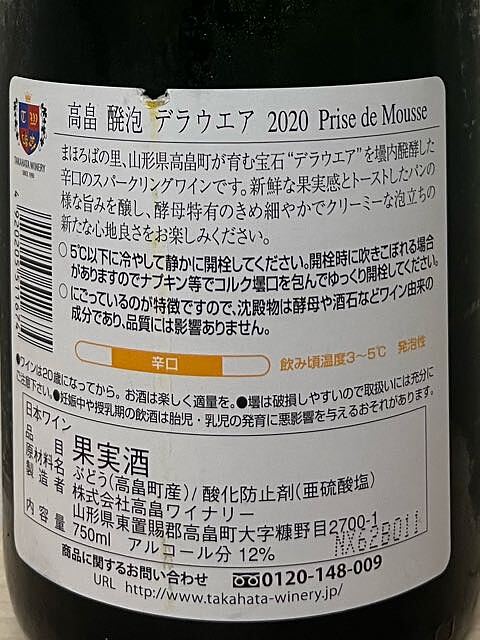 高畠 醗泡 デラウエア 2020 Prise de Mousse
TAKAHATA WINERY
まほろばの里、山形県高畠町が育む宝石“デラウエア”を壜内醗酵した
辛口のスパークリングワインです。新鮮な果実感とトーストしたパンの
様な旨みを醸し、酵母特有のきめ細やかでクリーミーな泡立ちの
新たな心地良さをお楽しみください。
○5℃以下に冷やして静かに開栓してください。開栓時に吹きこぼれる場合
がありますのでナプキン等でコルク壜口を包んでゆっくり開栓してください。
○にごっているのが特徴ですので、沈殿物は酵母や酒石などワイン由来の
成分であり、品質には影響ありません。
辛口 飲み頃温度3~5℃ 発泡性
●ワインは20歳になってから。お酒は楽しく適量を。●壜は破損しやすいので取扱いには充分に
ご注意下さい。●妊娠中や授乳期の飲酒は胎児・乳児の発育に悪影響を与えるおそれがあります。
日本ワイン
品目 果実酒
原材料名 ぶどう(高畠町産)/酸化防止剤(亜硫酸塩)
製造者 株式会社高畠ワイナリー
山形県東置賜郡高畠町大字糠野目2700-1
内容量 750ml アルコール分 12%
NX62B011
商品に関するお問い合わせ 0120-148-009
URL http://www.takahata-winery.jp/